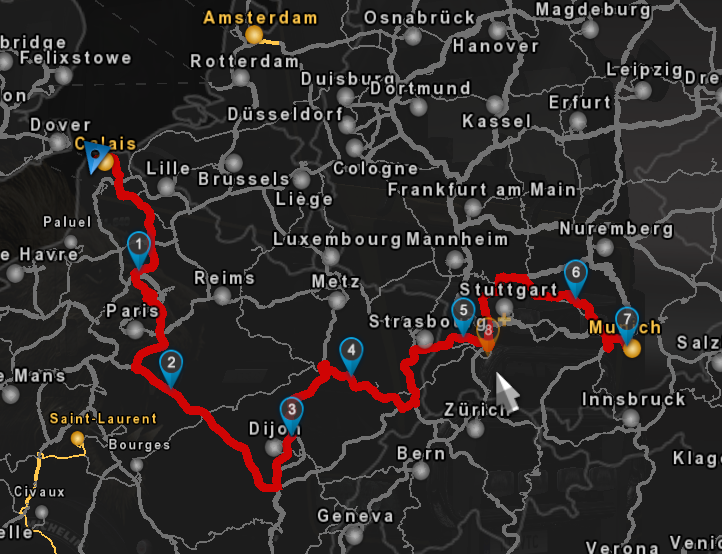 Amsterdam
Osnabrück
Magdeburg
bridge
Felixstowe
Hanover
Rotterdam
Leipzig
Dre
Duisburg
Dortmund
on
Erfurt
Düsseldorf
Kassel
Dover
Calais
Lille
Brussels
Cologne
Liège
Frankfurt am Main
Paluel
Nuremberg
Luxembourg
Mannheim
1
e Havre
Reims
Metz
6
Stuttgart
Paris
5
7
Strasbourg
8
Munich
Salz
2
4
e Mans
Innsbruck
3
Zürich
Saint-Laurent
Dijon
Bourges
Bern
Klag
Civaux
Geneva
elle
Verona
Venic